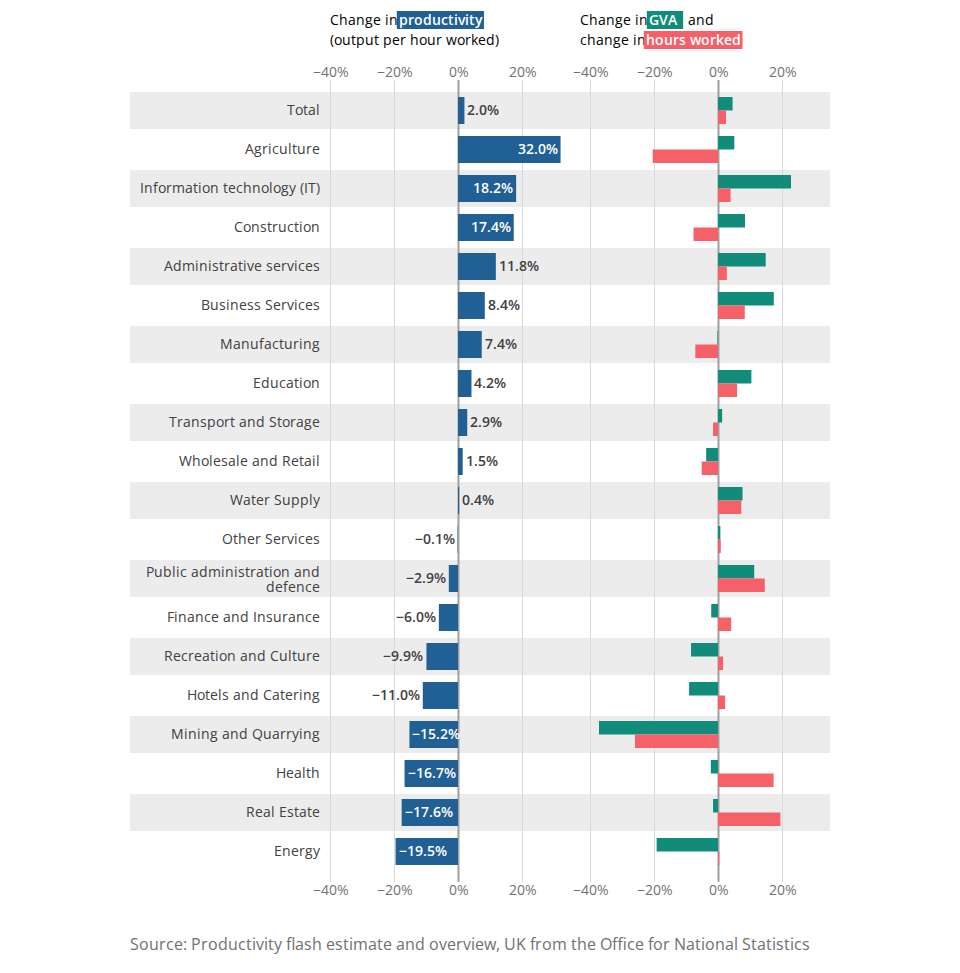 Change in productivity
(output per hour worked)
Change in GVA and
change in hours worked
−40% −20% 0% 20% −40% −20% 0% 20%
Total 2.0%
Agriculture 32.0%
Information technology (IT) 18.2%
Construction 17.4%
Administrative services 11.8%
Business Services 8.4%
Manufacturing 7.4%
Education 4.2%
Transport and Storage 2.9%
Wholesale and Retail 1.5%
Water Supply 0.4%
Other Services −0.1%
Public administration and
defence −2.9%
Finance and Insurance −6.0%
Recreation and Culture −9.9%
Hotels and Catering −11.0%
Mining and Quarrying −15.2%
Health −16.7%
Real Estate −17.6%
Energy −19.5%
−40% −20% 0% 20% −40% −20% 0% 20%
Source: Productivity flash estimate and overview, UK from the Office for National Statistics